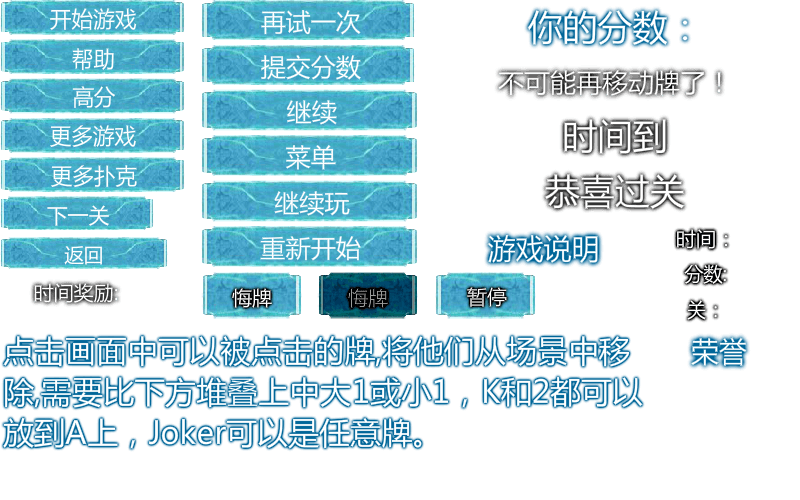 开始游戏
帮助
高分
更多游戏
更多扑克
下一关
返回
时间奖励:
再试一次
提交分数
继续
菜单
继续玩
重新开始
悔牌
悔牌
暂停
你的分数：
不可能再移动牌了！
时间到
恭喜过关
游戏说明
时间：
分数:
关：
荣誉
点击画面中可以被点击的牌,将他们从场景中移
除,需要比下方堆叠上中大1或小1，K和2都可以
放到A上，Joker可以是任意牌。